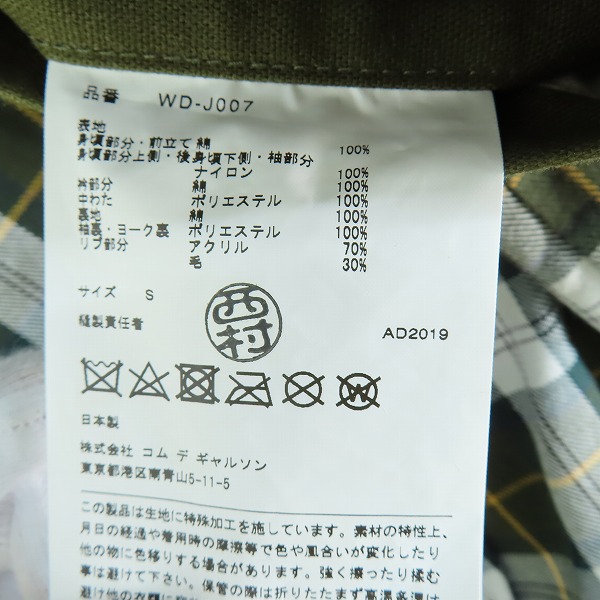 品番 WD-J007
表地
身頃部分・前立て 綿 100%
身頃部分上側・後身頃下側・袖部分
ナイロン 100%
衿部分 綿 100%
中わた ポリエステル 100%
裏地 綿 100%
袖裏・ヨーク裏 ポリエステル 100%
リブ部分 アクリル 70%
毛 30%
サイズ S
縫製責任者 西村 AD2019
W
日本製
株式会社 コム デ ギャルソン
東京都港区南青山5-11-5
この製品は生地に特殊加工を施しています。素材の特性上、
月日の経過や着用時の摩擦等で色や風合いが変化したり
他の物に色移りする場合があります。強く擦ったり揉む
事は避けて下さい。保管の際は折りたたまず高温多湿は